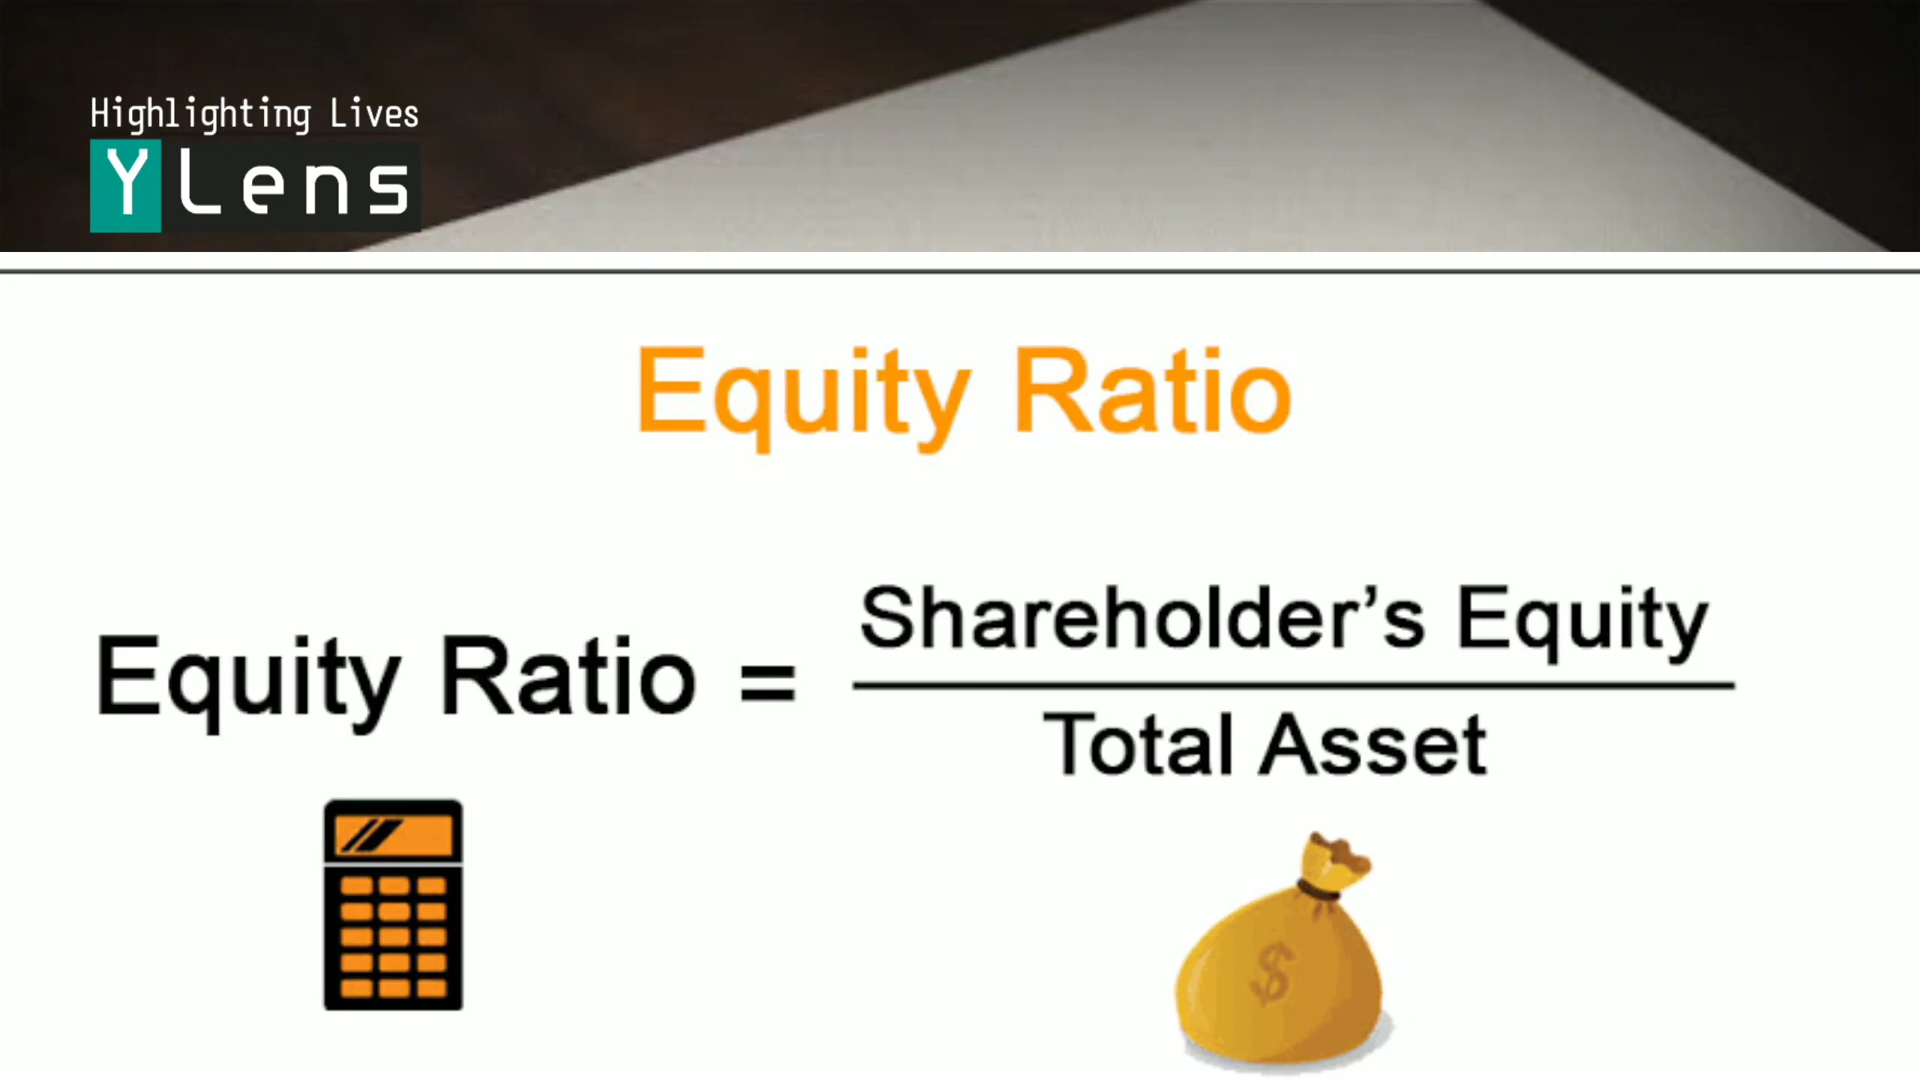 Highlighting Lives
YLens
Equity Ratio
Equity Ratio = Shareholder’s Equity
Total Asset
$